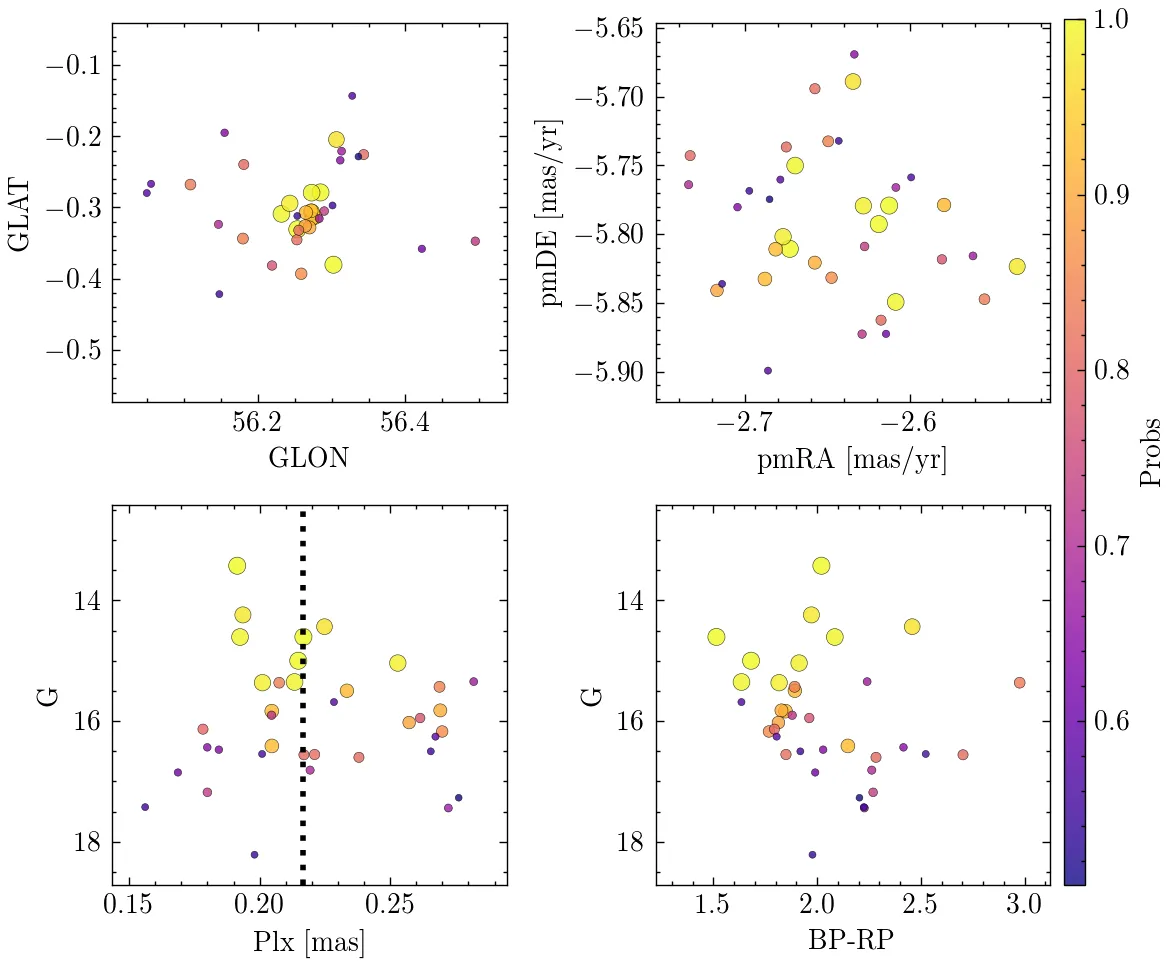 −0.1
−0.2
−0.3
−0.4
−0.5
GLAT
56.2 56.4
GLON
−5.65
−5.70
−5.75
−5.80
−5.85
−5.90
pmDE [mas/yr]
−2.7 −2.6
pmRA [mas/yr]
14
16
18
G
0.15 0.20 0.25
Plx [mas]
14
16
18
G
1.5 2.0 2.5 3.0
BP-RP
1.0
0.9
0.8
0.7
0.6
Probs